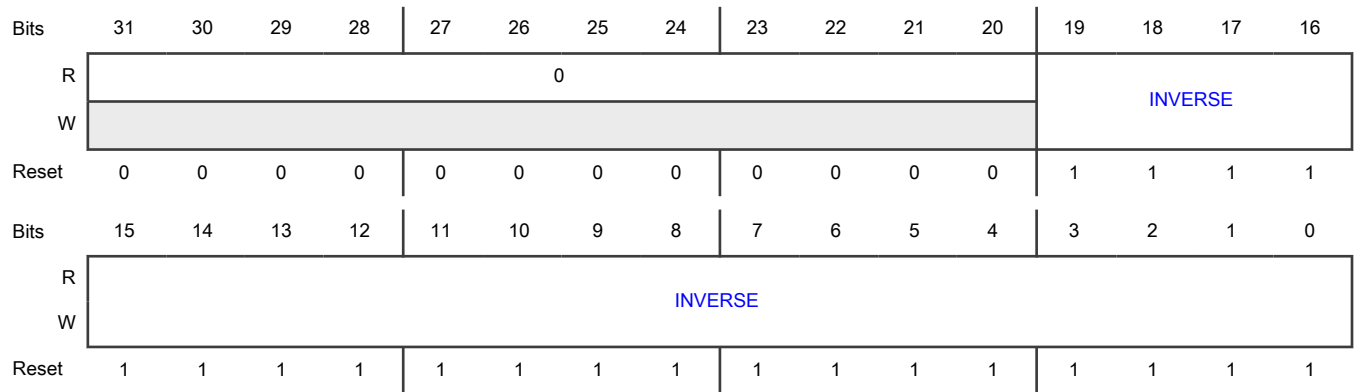 Bits 31 30 29 28 27 26 25 24 23 22 21 20 19 18 17 16
R 0 INVERSE
W
Reset 0 0 0 0 0 0 0 0 0 0 0 0 1 1 1 1
Bits 15 14 13 12 11 10 9 8 7 6 5 4 3 2 1 0
R
INVERSE
W
Reset 1 1 1 1 1 1 1 1 1 1 1 1 1 1 1 1